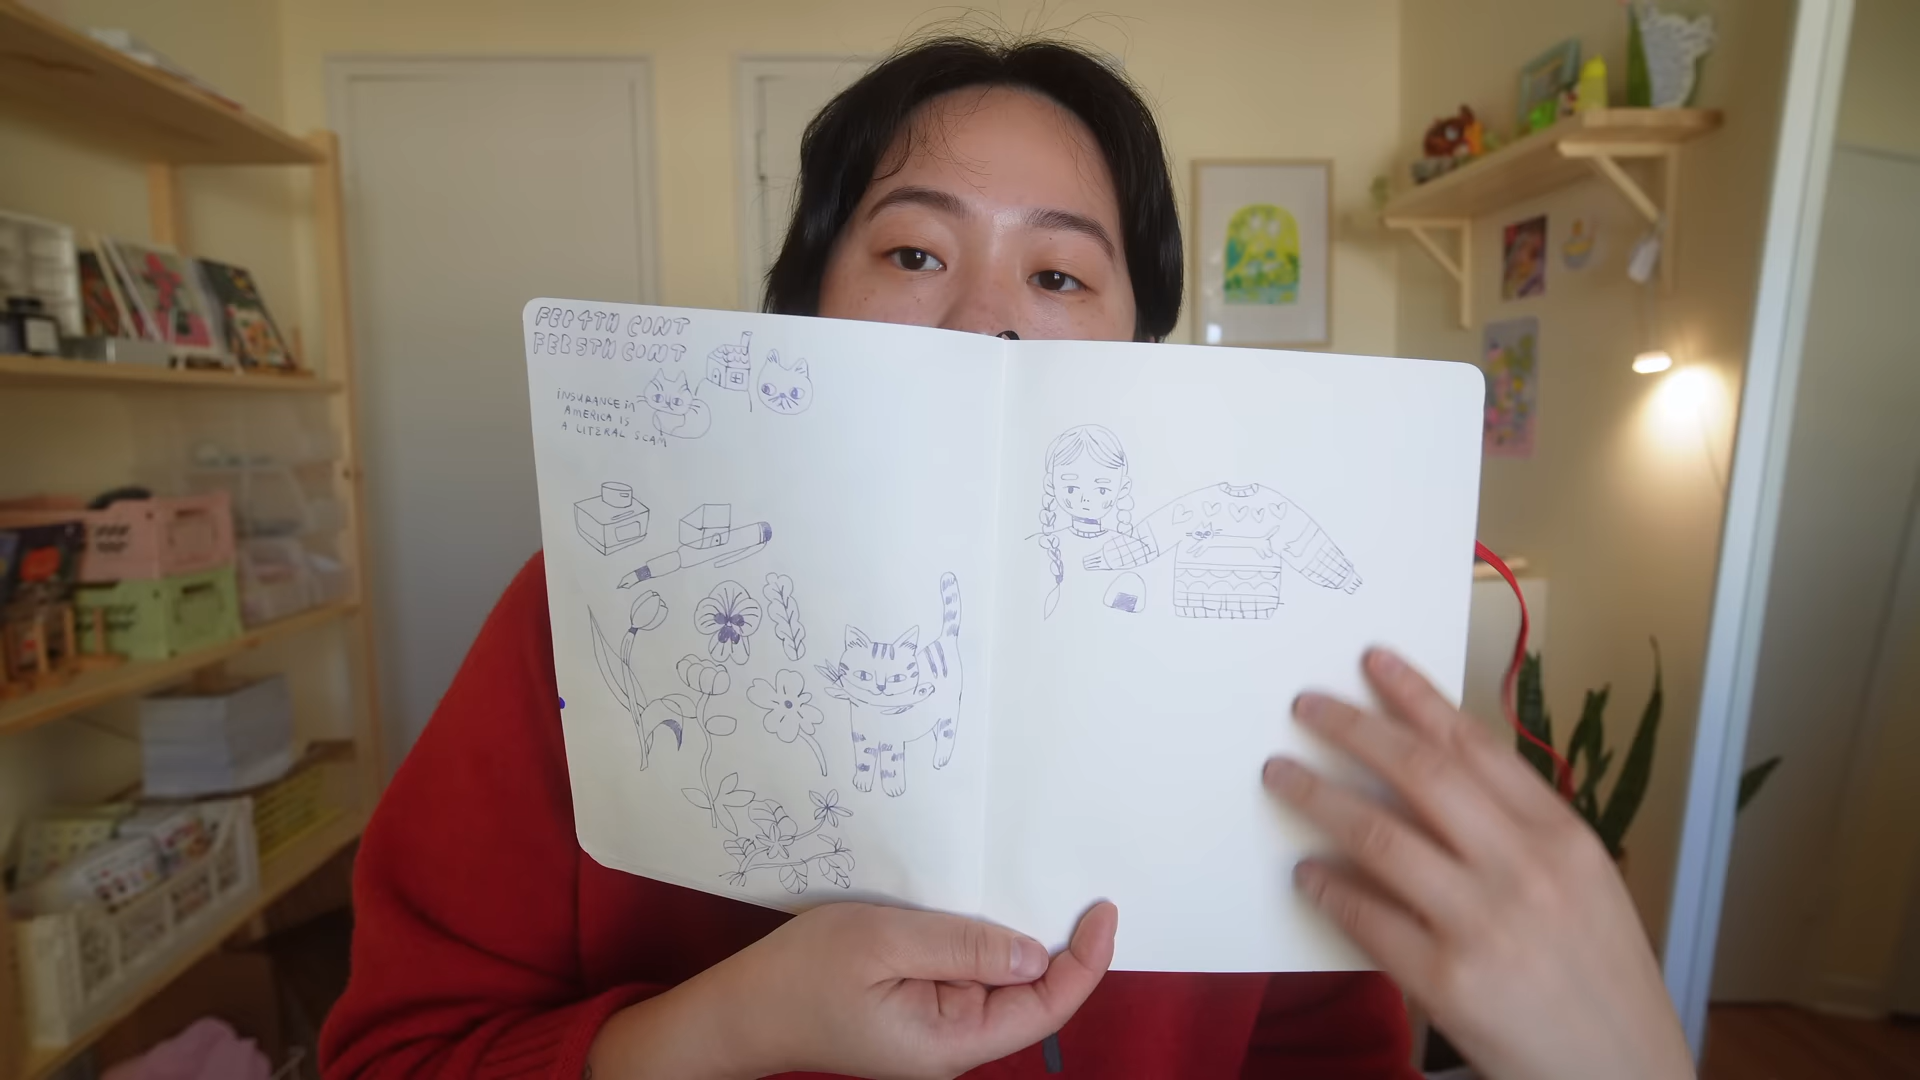 FEB 4TH CONT
FEB 5TH CONT
INSURANCE IN
AMERICA IS
A LITERAL SCAM